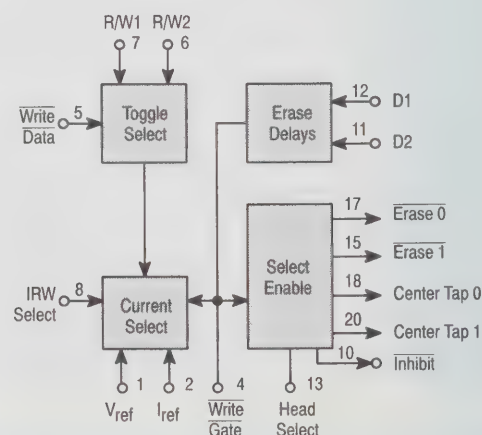 R/W1 R/W2
7 6
Write
Data
5
Toggle
Select
Erase
Delays
12 D1
11 D2
17 Erase 0
15 Erase 1
Select
Enable
18 Center Tap 0
20 Center Tap 1
10 Inhibit
IRW
Select
8
Current
Select
1 2 4 13
Vref Iref
Write
Gate
Head
Select